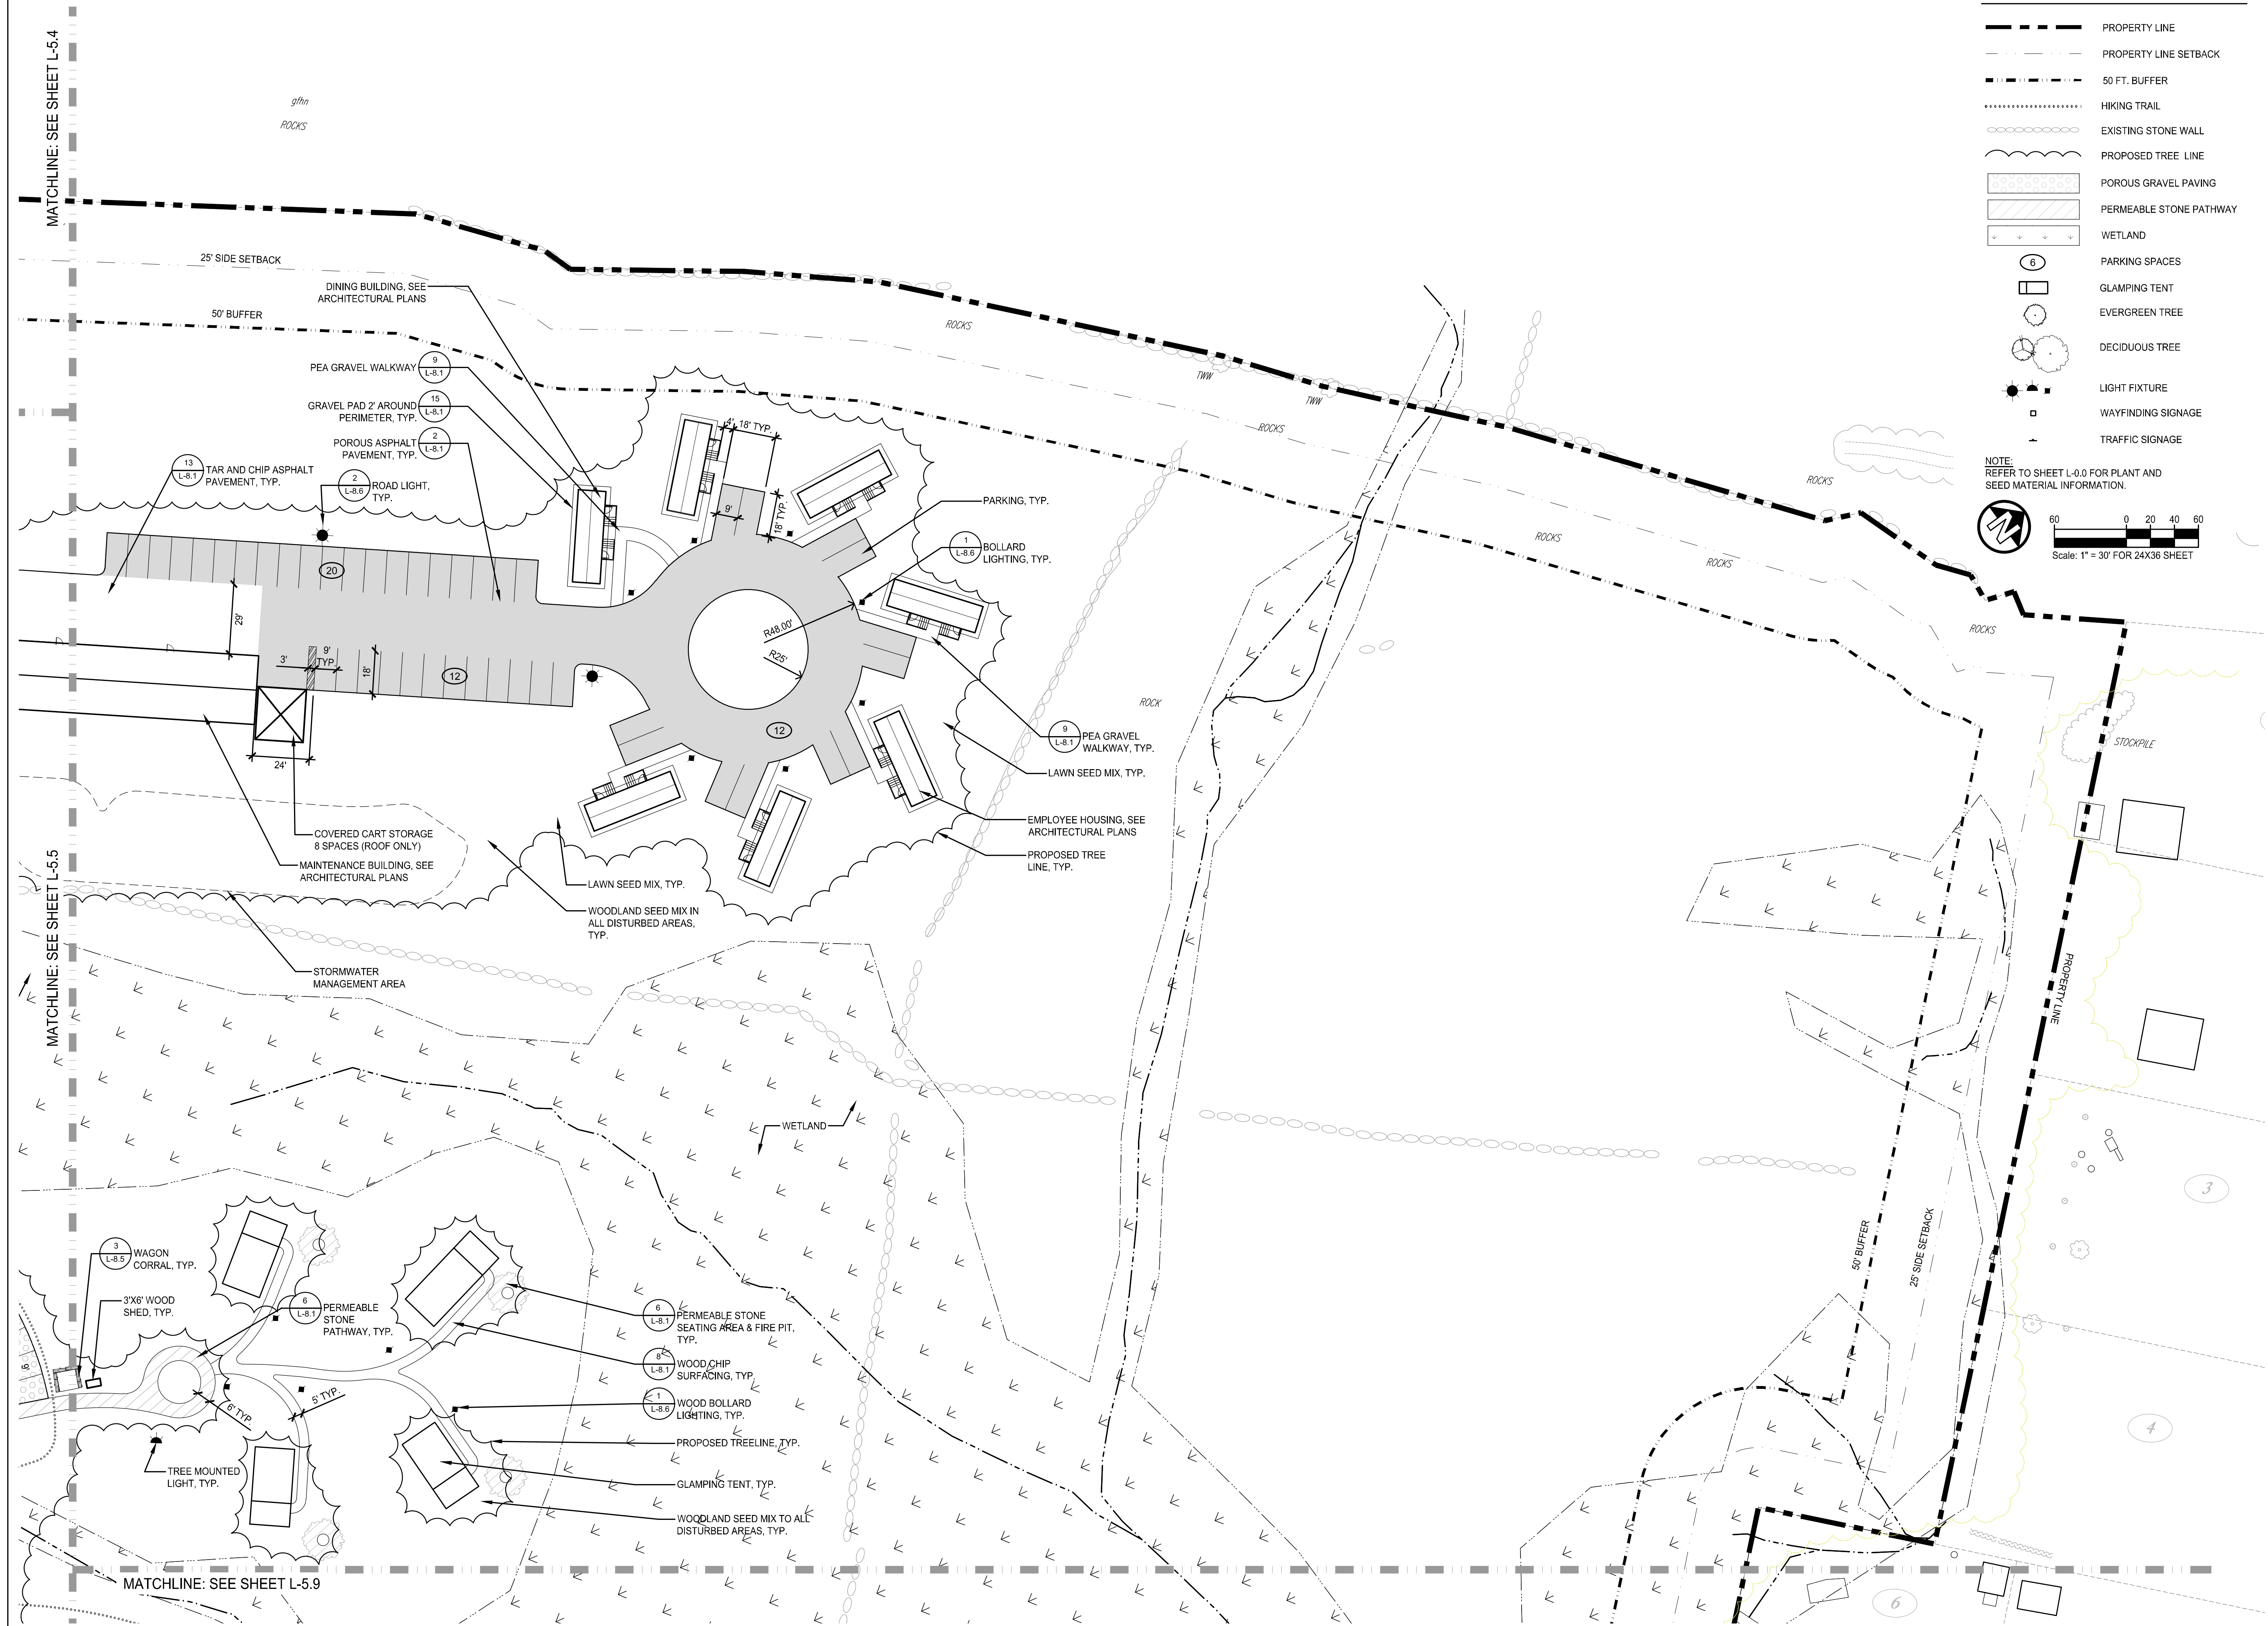 MATCHLINE: SEE SHEET L-5.4
MATCHLINE: SEE SHEET L-5.5
MATCHLINE: SEE SHEET L-5.9
gfhn
ROCKS
25' SIDE SETBACK
50' BUFFER
DINING BUILDING, SEE
ARCHITECTURAL PLANS
PEA GRAVEL WALKWAY
9
L-8.1
GRAVEL PAD 2' AROUND
PERIMETER, TYP.
15
L-8.1
POROUS ASPHALT
PAVEMENT, TYP.
2
L-8.1
13
L-8.1
TAR AND CHIP ASPHALT
PAVEMENT, TYP.
2
L-8.6
ROAD LIGHT,
TYP.
4'
18' TYP.
9'
18' TYP.
PARKING, TYP.
1
L-8.6
BOLLARD
LIGHTING, TYP.
20
29'
3'
9'
TYP.
18'
12
24'
R48.00'
R25'
12
9
L-8.1
PEA GRAVEL
WALKWAY, TYP.
LAWN SEED MIX, TYP.
EMPLOYEE HOUSING, SEE
ARCHITECTURAL PLANS
PROPOSED TREE
LINE, TYP.
COVERED CART STORAGE
8 SPACES (ROOF ONLY)
MAINTENANCE BUILDING, SEE
ARCHITECTURAL PLANS
LAWN SEED MIX, TYP.
WOODLAND SEED MIX IN
ALL DISTURBED AREAS,
TYP.
STORMWATER
MANAGEMENT AREA
WETLAND
ROCKS
TWW
TWW
ROCKS
ROCKS
ROCKS
ROCKS
ROCKS
ROCK
STOCKPILE
PROPERTY LINE
50' BUFFER
25' SIDE SETBACK
3
4
6
3
L-8.5
WAGON
CORRAL, TYP.
3'X6' WOOD
SHED, TYP.
6
L-8.1
PERMEABLE
STONE
PATHWAY, TYP.
6
6' TYP.
5' TYP.
TREE MOUNTED
LIGHT, TYP.
6
L-8.1
PERMEABLE STONE
SEATING AREA & FIRE PIT,
TYP.
8
L-8.1
WOOD CHIP
SURFACING, TYP.
1
L-8.6
WOOD BOLLARD
LIGHTING, TYP.
PROPOSED TREELINE, TYP.
GLAMPING TENT, TYP.
WOODLAND SEED MIX TO ALL
DISTURBED AREAS, TYP.
PROPERTY LINE
PROPERTY LINE SETBACK
50 FT. BUFFER
HIKING TRAIL
EXISTING STONE WALL
PROPOSED TREE LINE
POROUS GRAVEL PAVING
PERMEABLE STONE PATHWAY
WETLAND
6
PARKING SPACES
GLAMPING TENT
EVERGREEN TREE
DECIDUOUS TREE
LIGHT FIXTURE
WAYFINDING SIGNAGE
TRAFFIC SIGNAGE
NOTE:
REFER TO SHEET L-0.0 FOR PLANT AND
SEED MATERIAL INFORMATION.
N
60 0 20 40 60
Scale: 1" = 30' FOR 24X36 SHEET